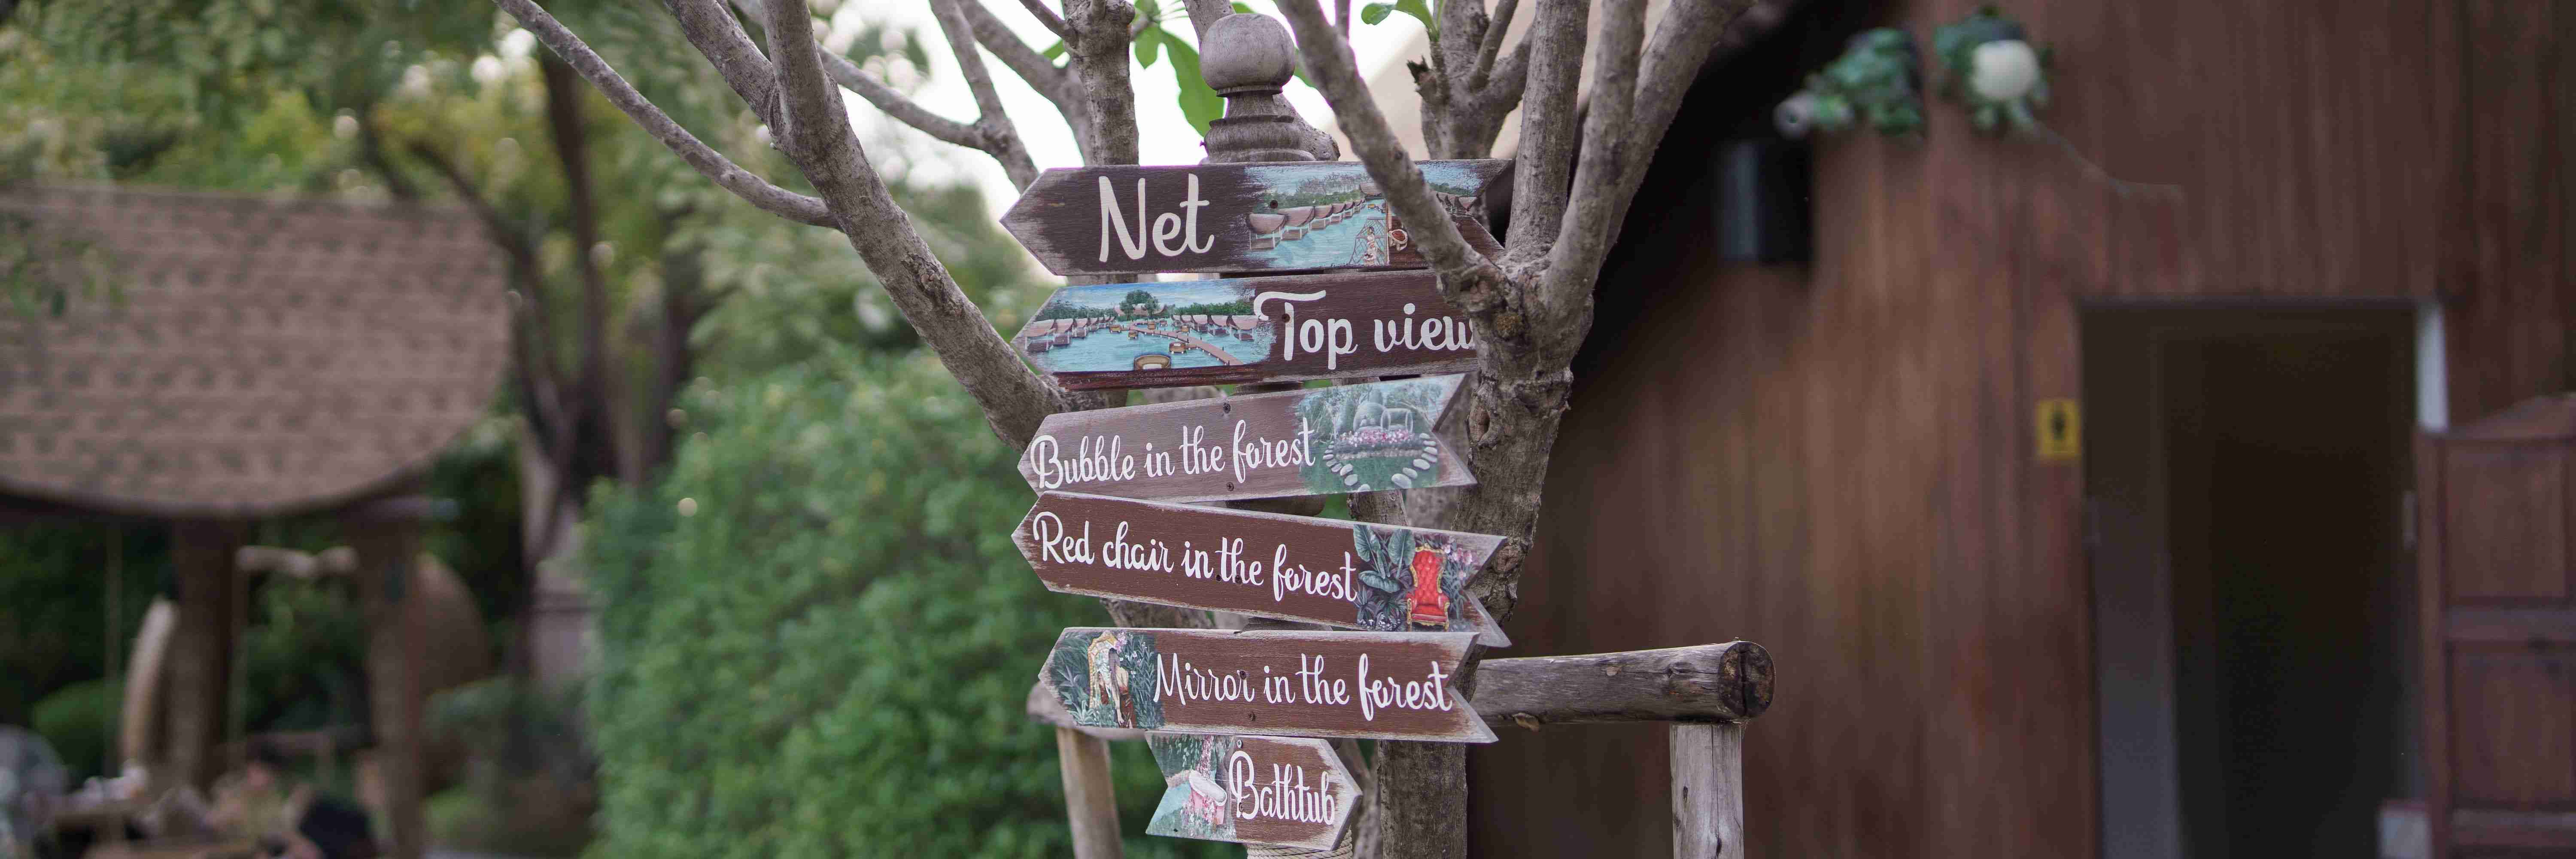 Net
Top view
Bubble in the forest
Red chair in the forest
Mirror in the forest
Bathtub